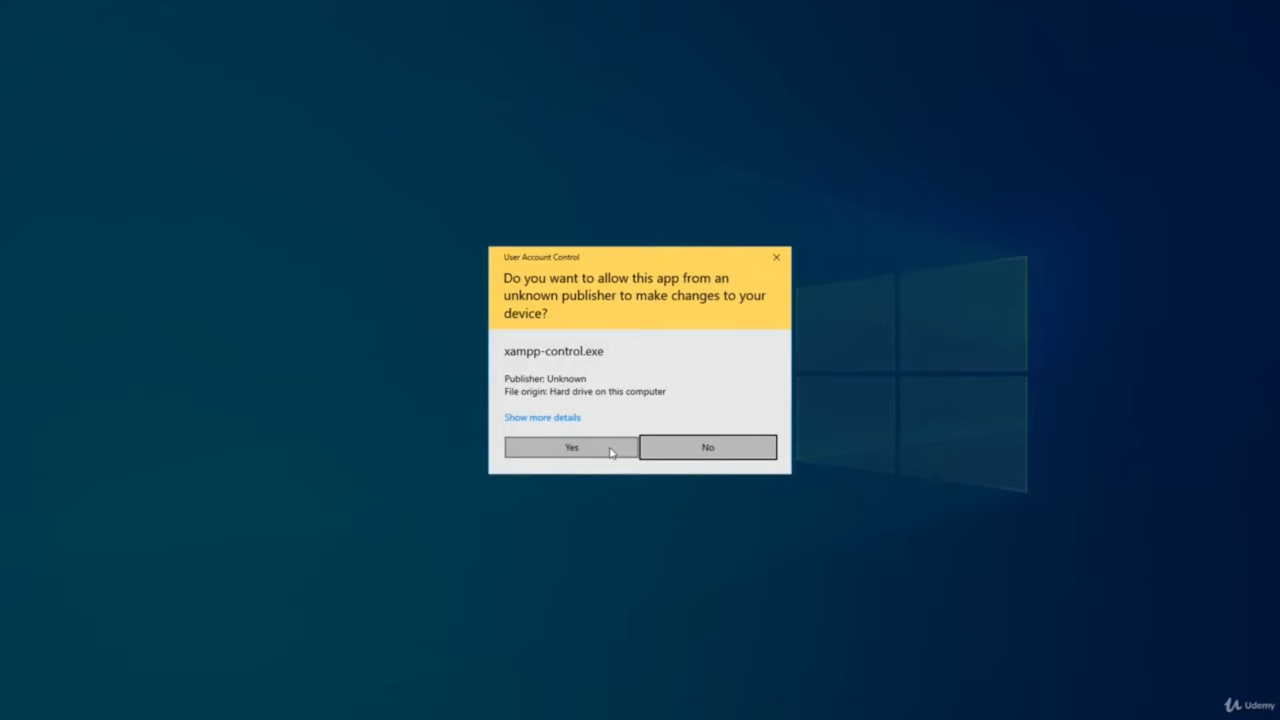 User Account Control
Do you want to allow this app from an
unknown publisher to make changes to your
device?
xampp-control.exe
Publisher: Unknown
File origin: Hard drive on this computer
Show more details
Yes
No
Udemy